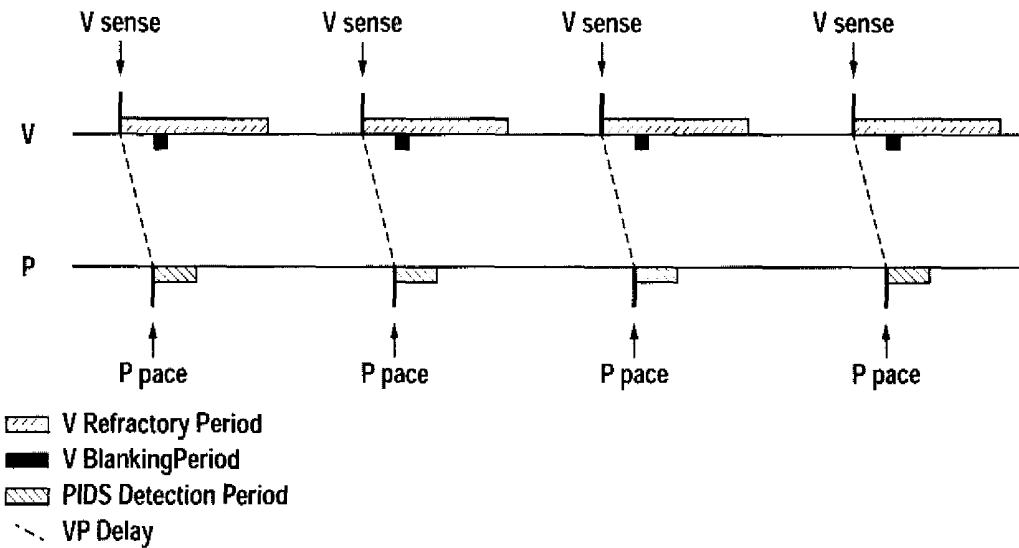 V sense V sense V sense V sense
V
P
P pace P pace P pace P pace
V Refractory Period
V BlankingPeriod
PIDS Detection Period
VP Delay